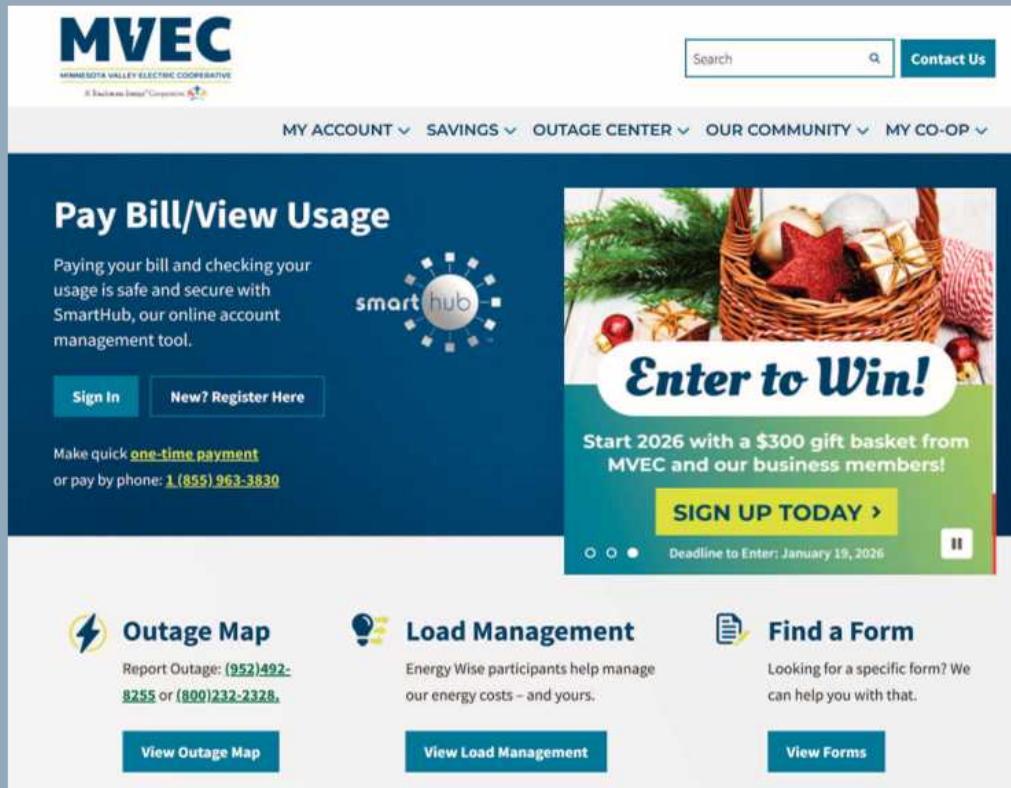 MVEC
MINNESOTA VALLEY ELECTRIC COOPERATIVE
A Touchstone Energy® Cooperative
Search
Contact Us
MY ACCOUNT
SAVINGS
OUTAGE CENTER
OUR COMMUNITY
MY CO-OP
Pay Bill/View Usage
Paying your bill and checking your
usage is safe and secure with
SmartHub, our online account
management tool.
smart hub
Sign In
New? Register Here
Make quick one-time payment
or pay by phone: 1 (855) 963-3830
Enter to Win!
Start 2026 with a $300 gift basket from
MVEC and our business members!
SIGN UP TODAY >
Deadline to Enter: January 19, 2026
Outage Map
Report Outage: (952)492-
8255 or (800)232-2328.
View Outage Map
Load Management
Energy Wise participants help manage
our energy costs – and yours.
View Load Management
Find a Form
Looking for a specific form? We
can help you with that.
View Forms